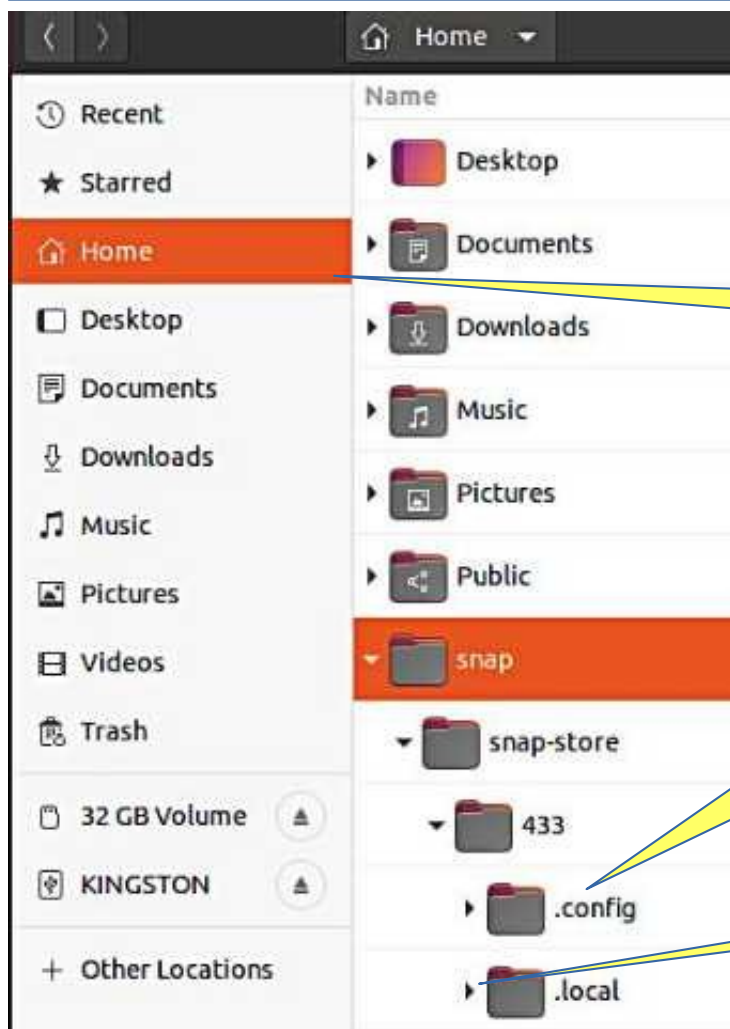 Home
Recent
Starred
Home
Desktop
Documents
Downloads
Music
Pictures
Videos
Trash
32 GB Volume
KINGSTON
+ Other Locations
Name
Desktop
Documents
Downloads
Music
Pictures
Public
snap
snap-store
433
.config
.local